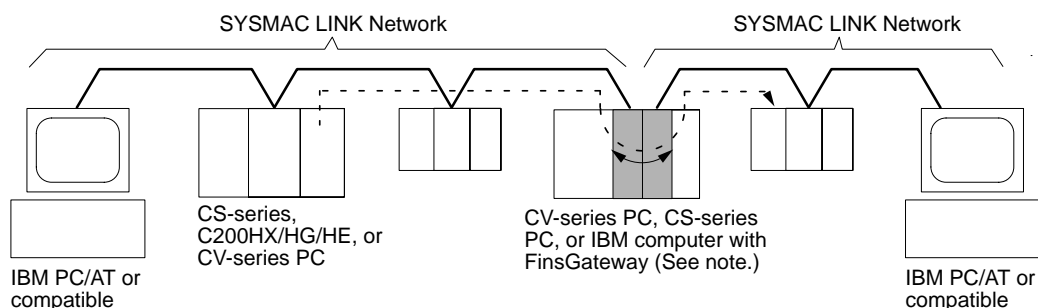 SYSMAC LINK Network
SYSMAC LINK Network
CS-series,
C200HX/HG/HE, or
CV-series PC
CV-series PC, CS-series
PC, or IBM computer with
FinsGateway (See note.)
IBM PC/AT or
compatible
IBM PC/AT or
compatible